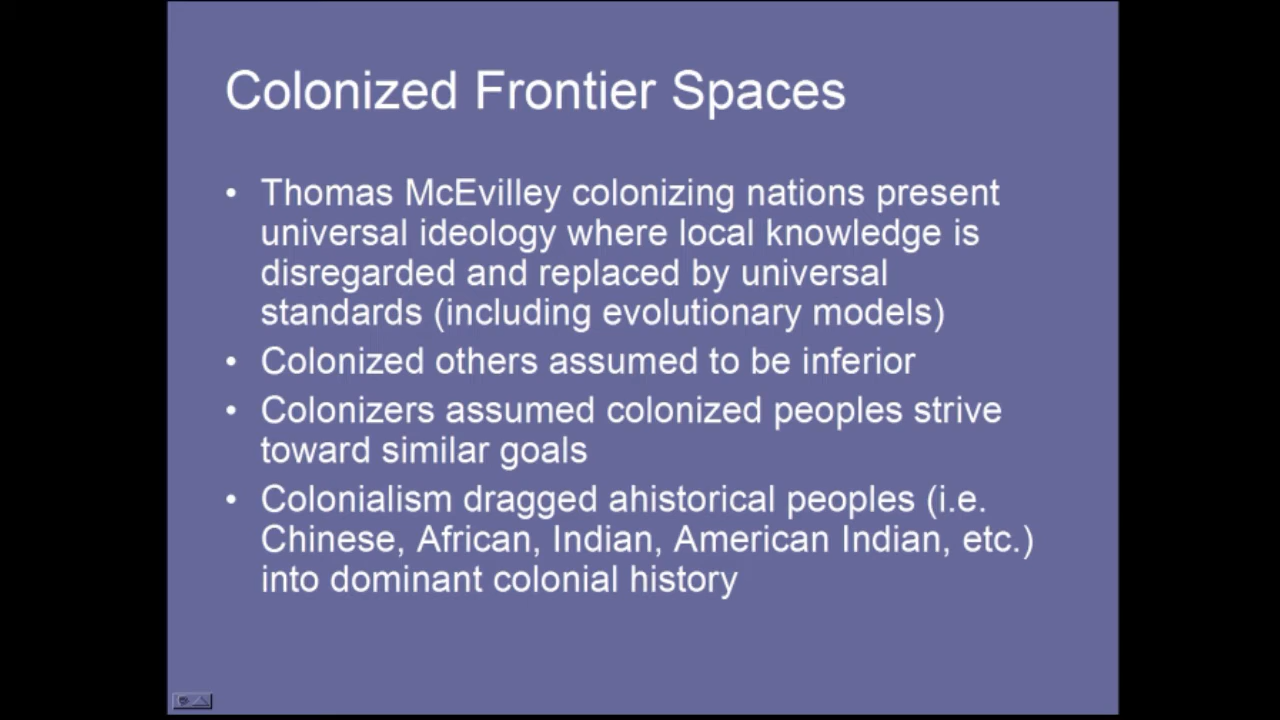 Colonized Frontier Spaces
• Thomas McEvilley colonizing nations present
universal ideology where local knowledge is
disregarded and replaced by universal
standards (including evolutionary models)
• Colonized others assumed to be inferior
• Colonizers assumed colonized peoples strive
toward similar goals
• Colonialism dragged ahistorical peoples (i.e.
Chinese, African, Indian, American Indian, etc.)
into dominant colonial history